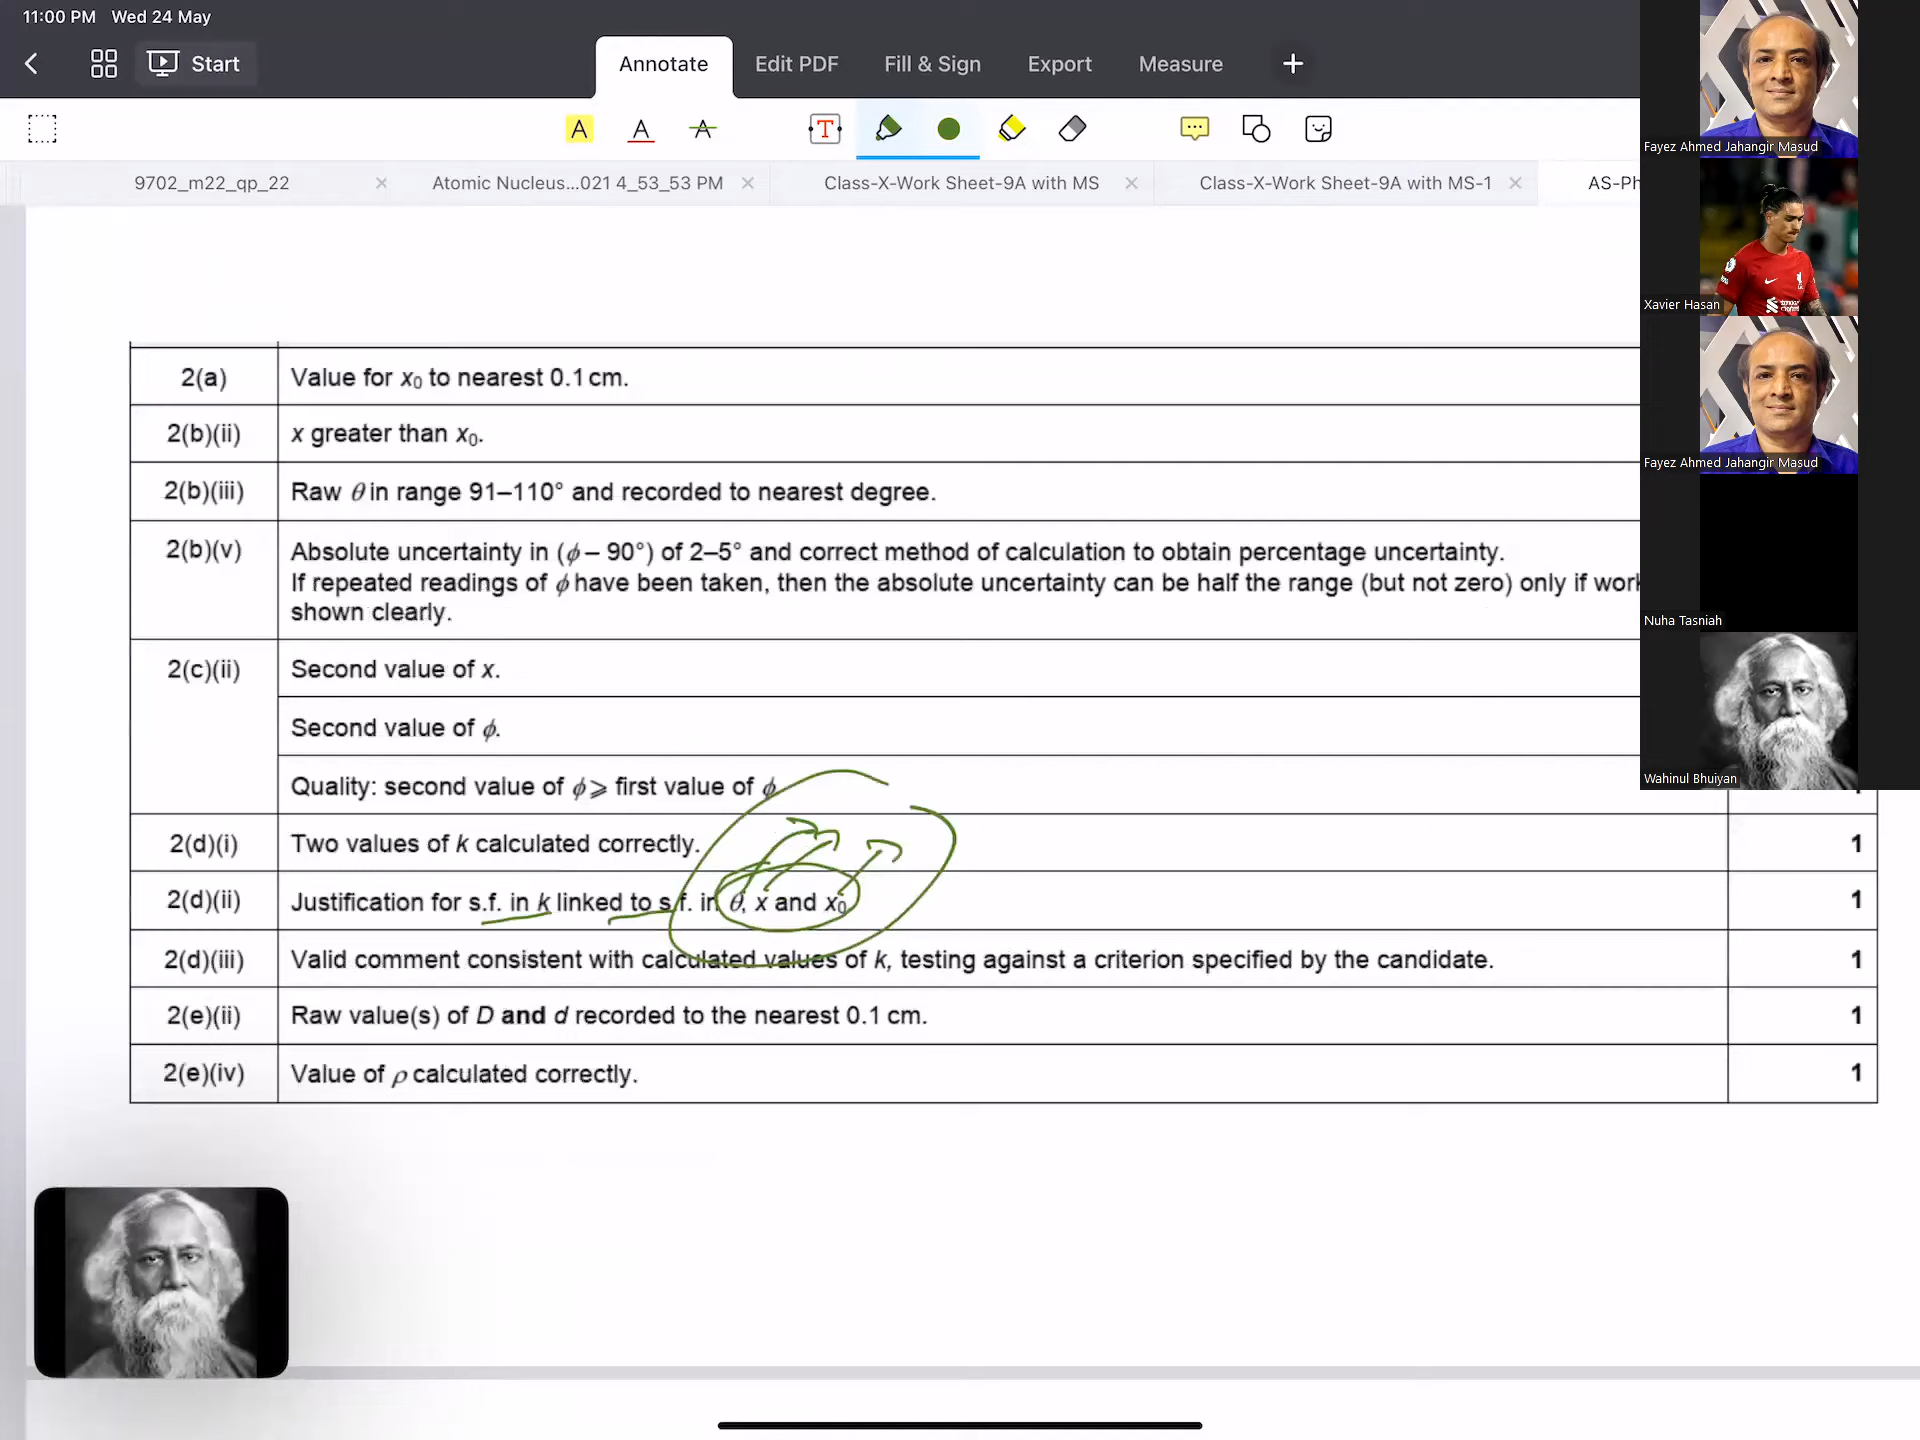 11:00 PM Wed 24 May
Start
Annotate
Edit PDF
Fill & Sign
Export
Measure
9702_m22_qp_22
Atomic Nucleus...021 4_53_53 PM
Class-X-Work Sheet-9A with MS
Class-X-Work Sheet-9A with MS-1
AS-Ph
Fayez Ahmed Jahangir Masud
Xavier Hasan
Fayez Ahmed Jahangir Masud
Nuha Tasniah
Wahinul Bhuiyan
2(a) Value for x₀ to nearest 0.1 cm.
2(b)(ii) x greater than x₀.
2(b)(iii) Raw θ in range 91–110° and recorded to nearest degree.
2(b)(v) Absolute uncertainty in (ϕ – 90°) of 2–5° and correct method of calculation to obtain percentage uncertainty.
If repeated readings of ϕ have been taken, then the absolute uncertainty can be half the range (but not zero) only if work
shown clearly.
2(c)(ii) Second value of x.
Second value of ϕ.
Quality: second value of ϕ ⩾ first value of ϕ
2(d)(i) Two values of k calculated correctly. 1
2(d)(ii) Justification for s.f. in k linked to s.f. in θ, x and x₀ 1
2(d)(iii) Valid comment consistent with calculated values of k, testing against a criterion specified by the candidate. 1
2(e)(ii) Raw value(s) of D and d recorded to the nearest 0.1 cm. 1
2(e)(iv) Value of ρ calculated correctly. 1